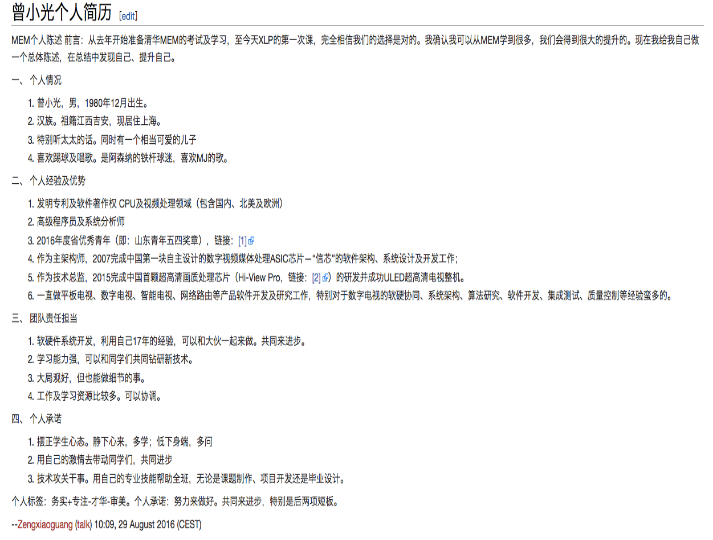 曾小光个人简历 [edit]
MEM个人陈述 前言：从去年开始准备清华MEM的考试及学习，至今天XLP的第一次课，完全相信我们的选择是对的。我确认我可以从MEM学到很多，我们会得到很大的提升的。现在我给我自己做
一个总体陈述，在总结中发现自己、提升自己。
一、 个人情况
1. 曾小光，男，1980年12月出生。
2. 汉族。祖籍江西吉安，现居住上海。
3. 特别听太太的话。同时有一个相当可爱的儿子
4. 喜欢踢球及唱歌。是阿森纳的铁杆球迷，喜欢MJ的歌。
二、 个人经验及优势
1. 发明专利及软件著作权 CPU及视频处理领域（包含国内、北美及欧洲）
2. 高级程序员及系统分析师
3. 2016年度省优秀青年（即：山东青年五四奖章），链接：[1]
4. 作为主架构师，2007完成中国第一块自主设计的数字视频媒体处理ASIC芯片－“信芯”的软件架构、系统设计及开发工作；
5. 作为技术总监，2015完成中国首颗超高清画质处理芯片（Hi-View Pro，链接：[2]）的研发并成功ULED超高清电视整机。
6. 一直做平板电视、数字电视、智能电视、网络路由等产品软件开发及研究工作，特别对于数字电视的软硬协同、系统架构、算法研究、软件开发、集成测试、质量控制等经验蛮多的。
三、 团队责任担当
1. 软硬件系统开发，利用自己17年的经验，可以和大伙一起来做。共同来进步。
2. 学习能力强，可以和同学们共同钻研新技术。
3. 大局观好，但也能做细节的事。
4. 工作及学习资源比较多。可以协调。
四、 个人承诺
1. 摆正学生心态。静下心来，多学；低下身端，多问
2. 用自己的激情去带动同学们，共同进步
3. 技术攻关干事。用自己的专业技能帮助全班，无论是课题制作、项目开发还是毕业设计。
个人标签：务实+专注-才华-审美。个人承诺：努力来做好。共同来进步，特别是后两项短板。
--Zengxiaoguang (talk) 10:09, 29 August 2016 (CEST)